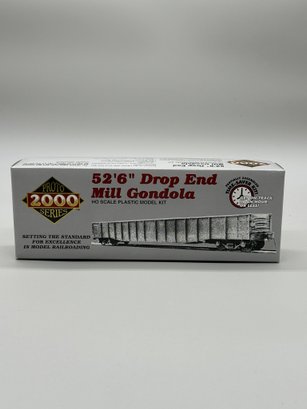 PROTO
2000
SERIES
52'6" Drop End
Mill Gondola
HO SCALE PLASTIC MODEL KIT
SETTING THE STANDARD
FOR EXCELLENCE
IN MODEL RAILROADING